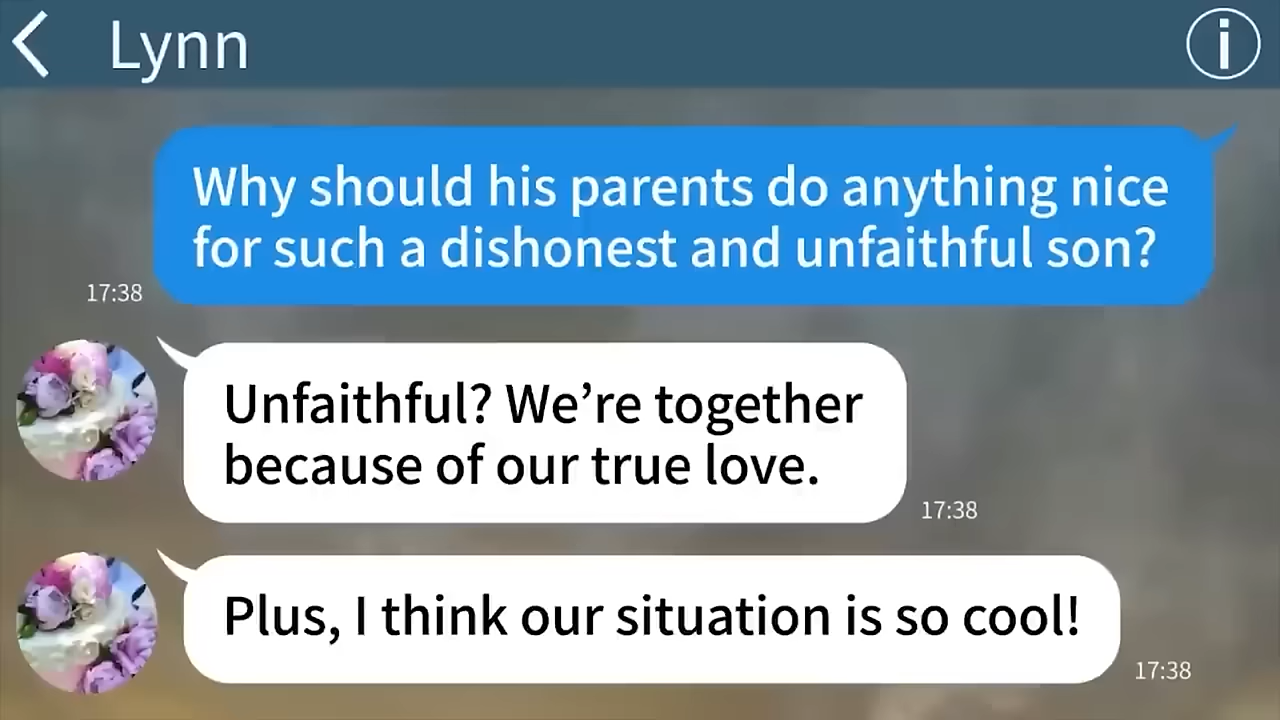 Lynn
i
Why should his parents do anything nice
for such a dishonest and unfaithful son?
17:38
Unfaithful? We’re together
because of our true love.
17:38
Plus, I think our situation is so cool!
17:38